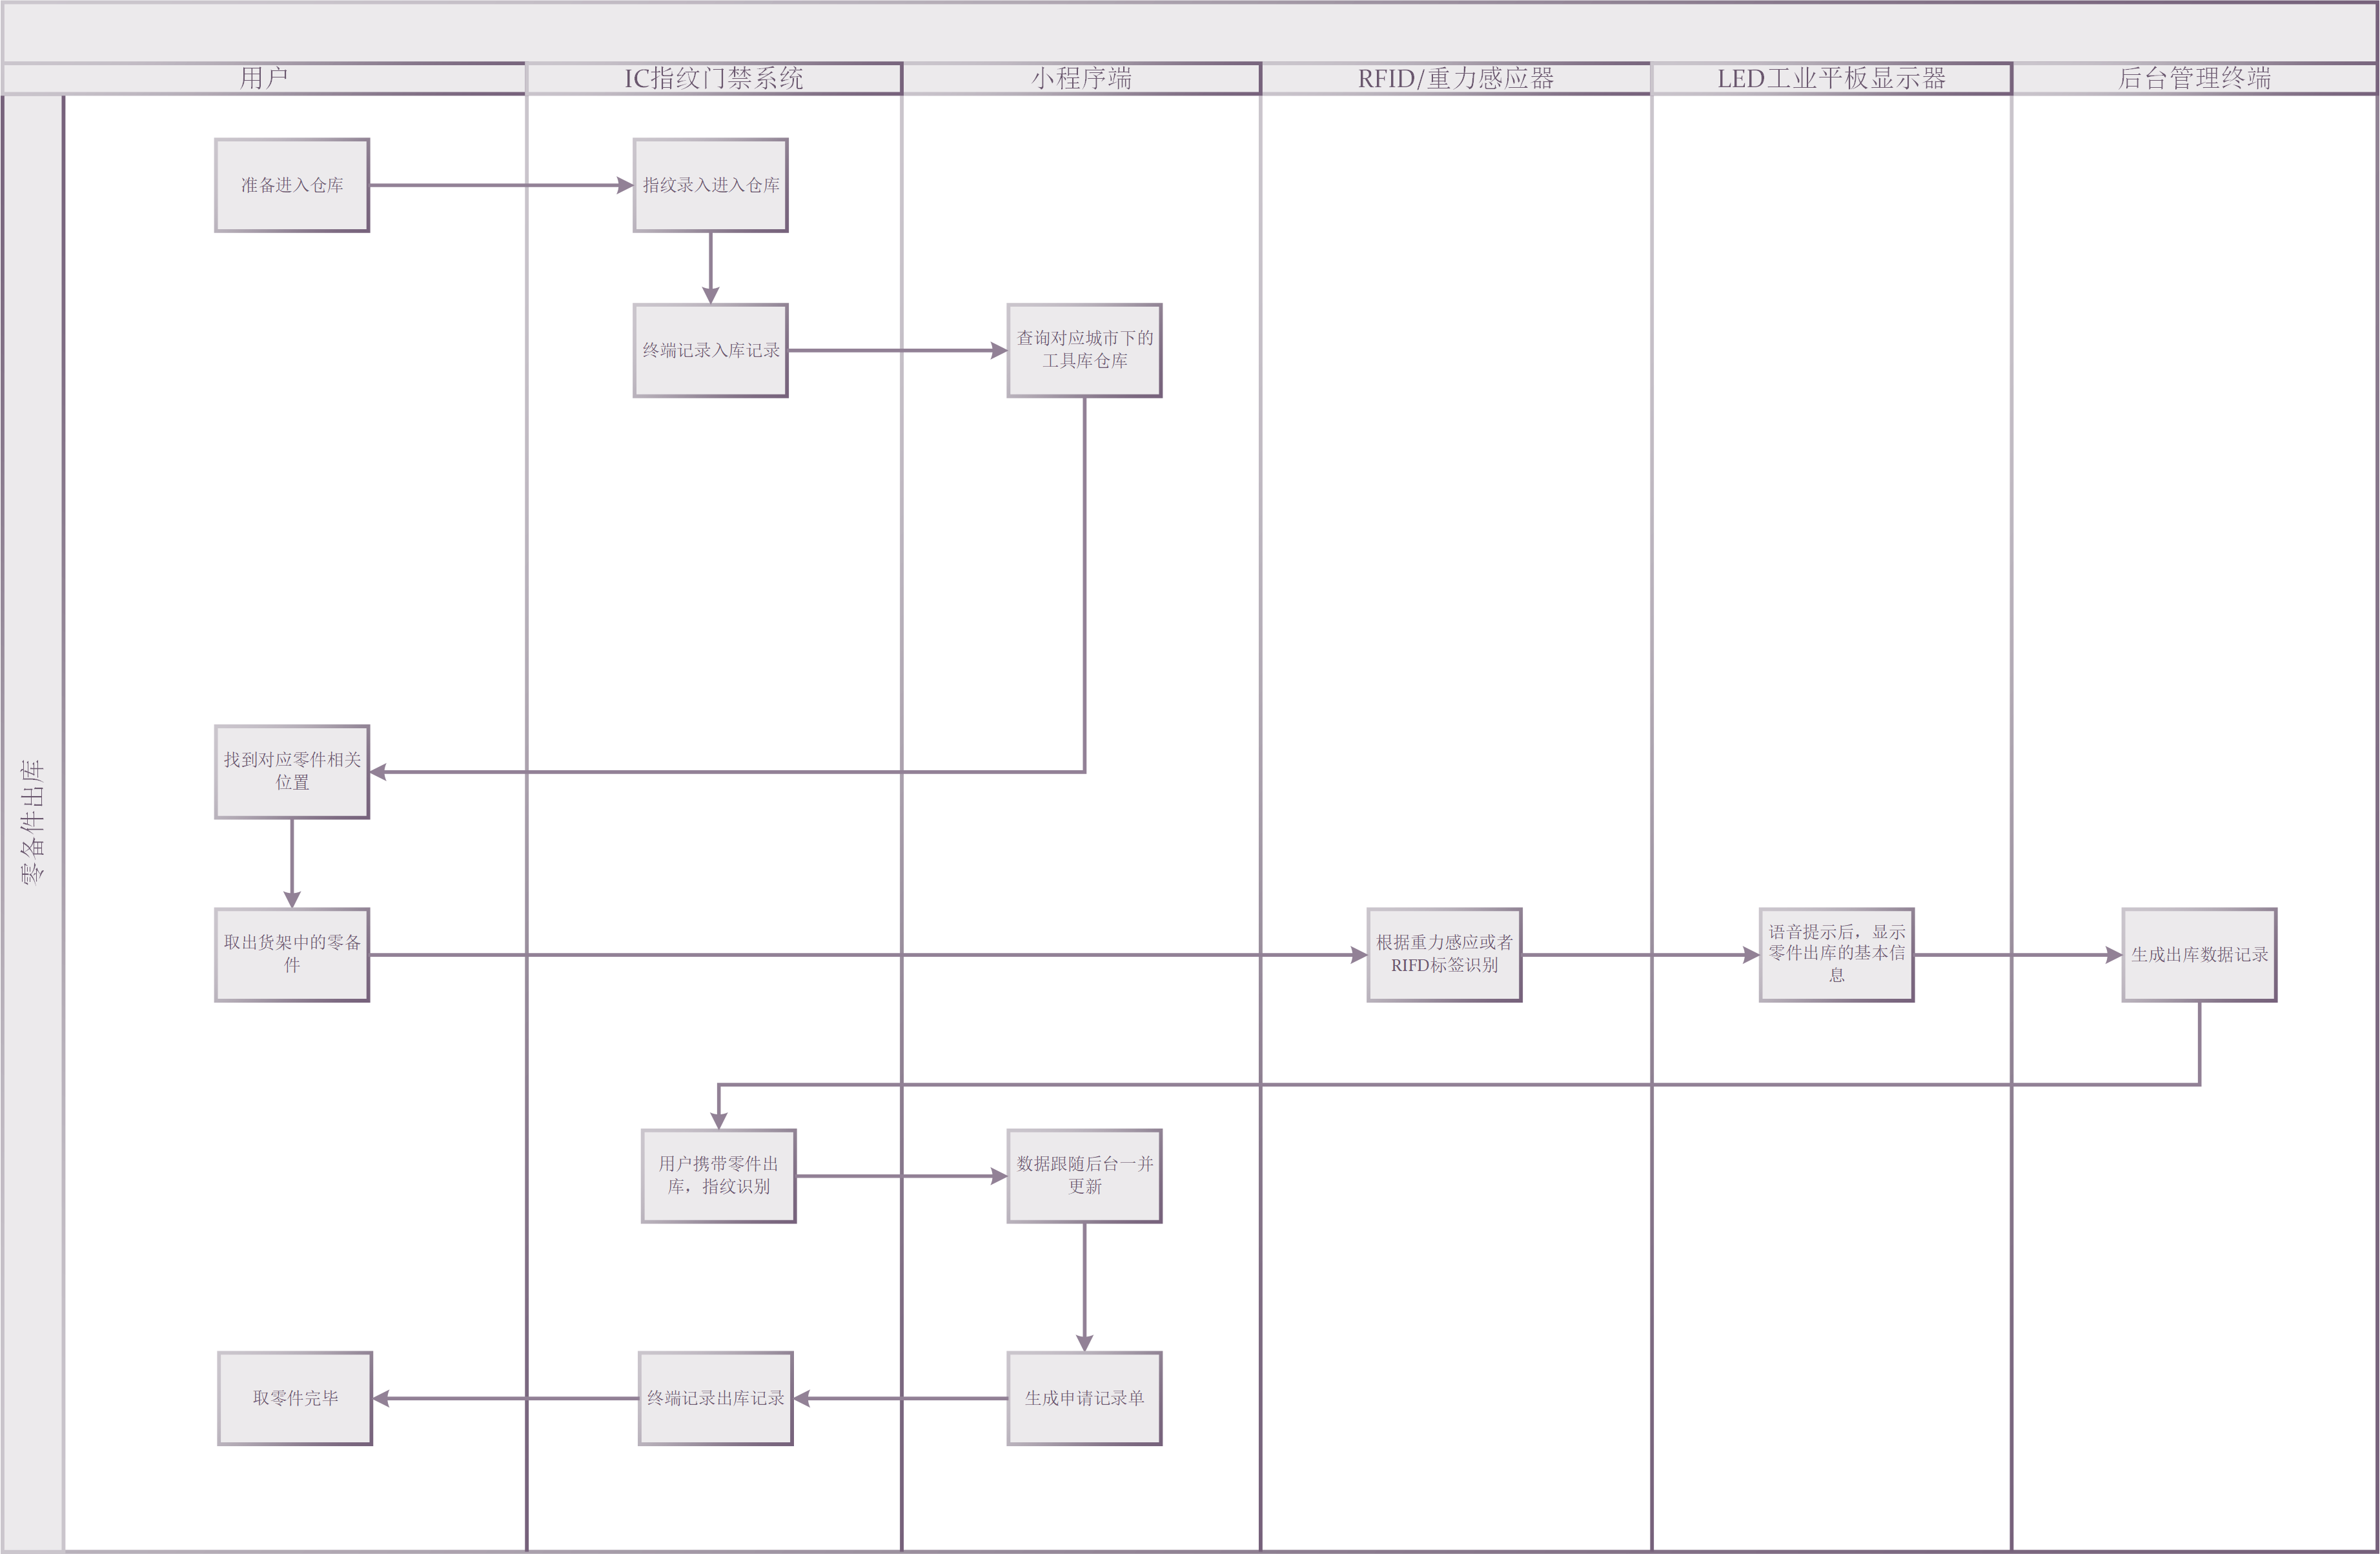 用户
IC指纹门禁系统
小程序端
RFID/重力感应器
LED工业平板显示器
后台管理终端
零备件出库
准备进入仓库
指纹录入进入仓库
终端记录入库记录
查询对应城市下的
工具库仓库
找到对应零件相关
位置
取出货架中的零备
件
根据重力感应或者
RIFD标签识别
语音提示后，显示
零件出库的基本信
息
生成出库数据记录
用户携带零件出
库，指纹识别
数据跟随后台一并
更新
取零件完毕
终端记录出库记录
生成申请记录单